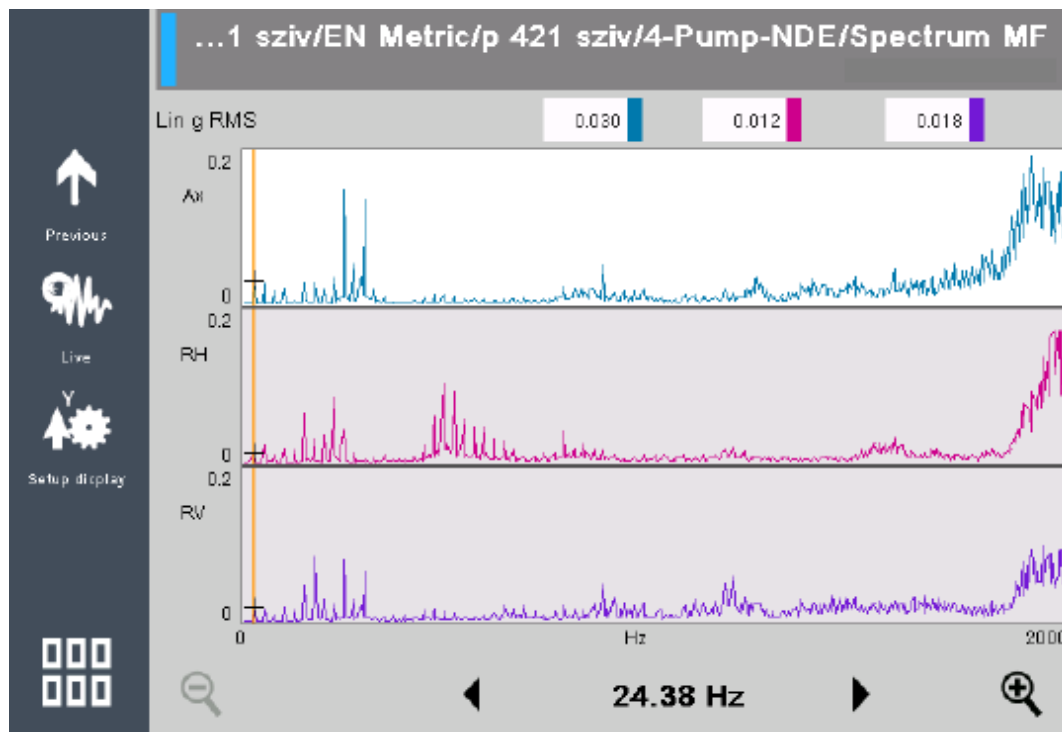 ...1 sziv/EN Metric/p 421 sziv/4-Pump-NDE/Spectrum MF
Lin g RMS 0.030 0.012 0.018
Previous
Live
Y
Setup display
0.2
Ax
0
0.2
RH
0
0.2
RV
0
0 Hz 2000
24.38 Hz